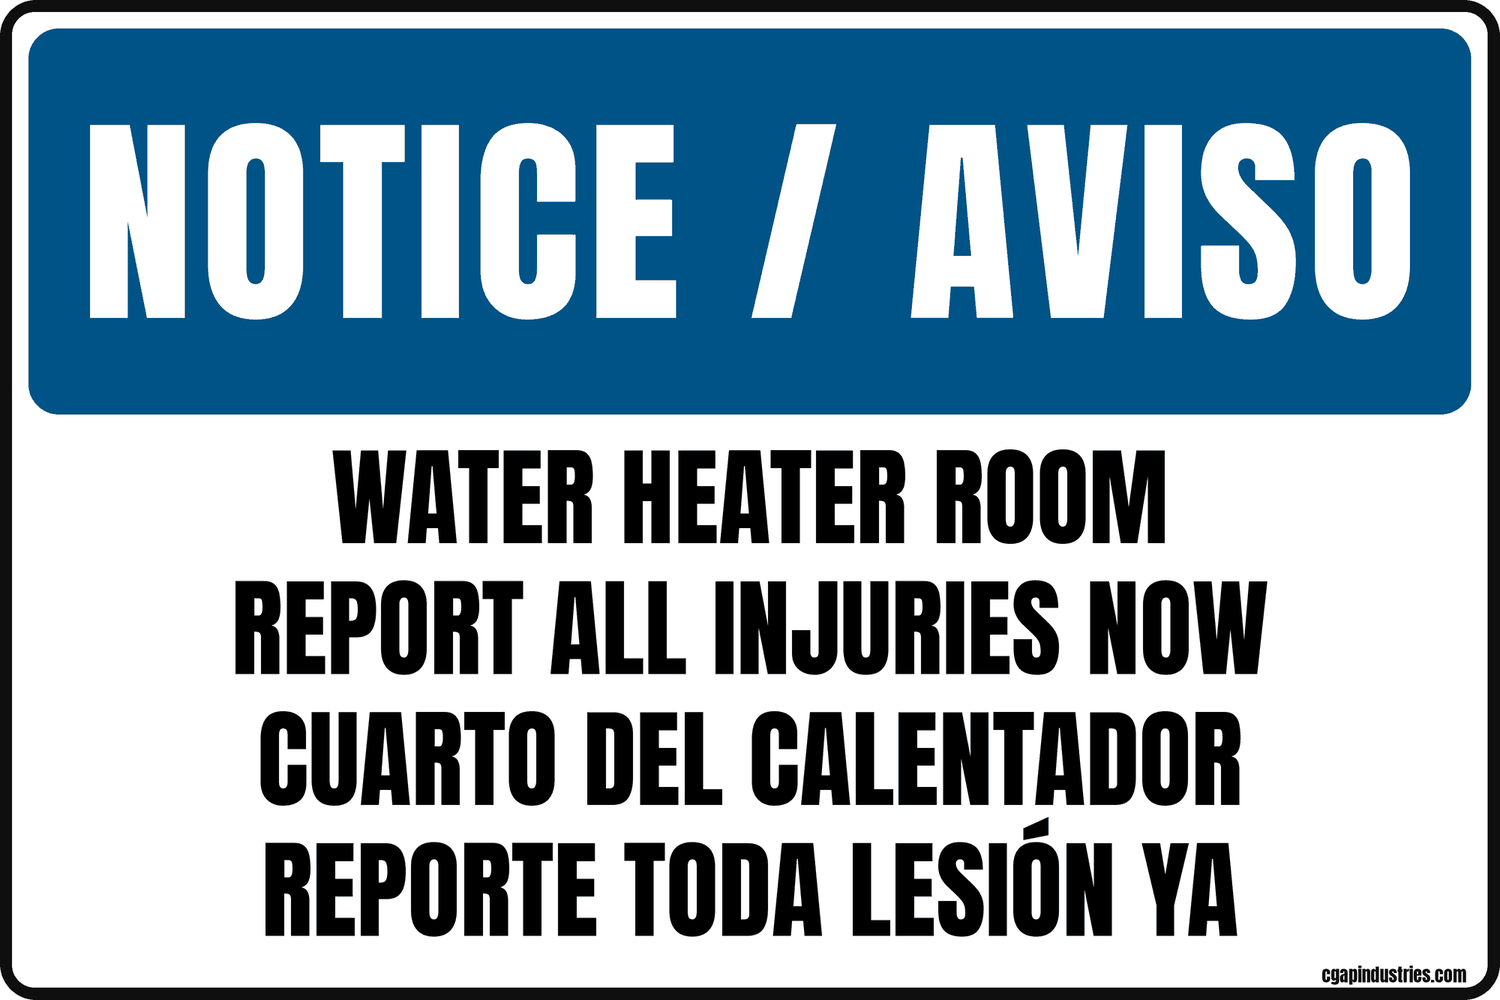 NOTICE / AVISO
WATER HEATER ROOM
REPORT ALL INJURIES NOW
CUARTO DEL CALENTADOR
REPORTE TODA LESIÓN YA
cgapindustries.com